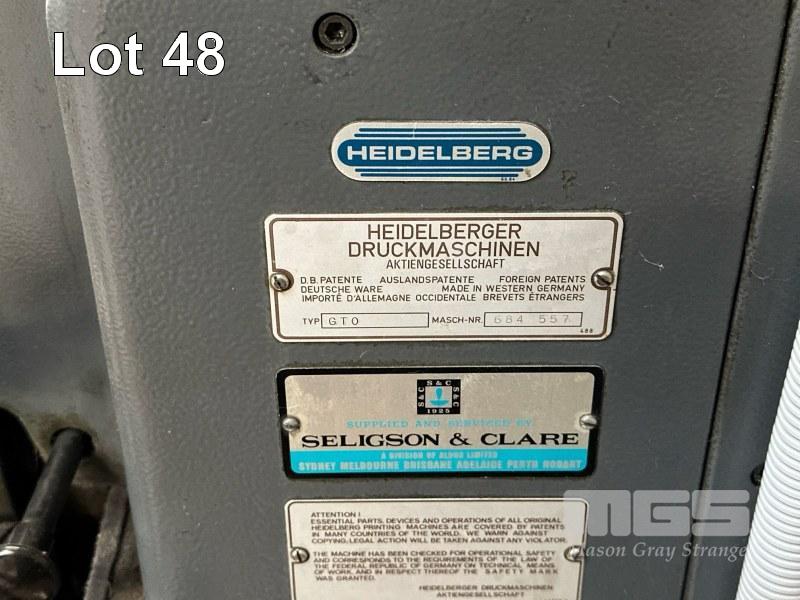 Lot 48
HEIDELBERG
HEIDELBERGER
DRUCKMASCHINEN
AKTIENGESELLSCHAFT
D.B. PATENTE AUSLANDSPATENTE FOREIGN PATENTS
DEUTSCHE WARE MADE IN WESTERN GERMANY
IMPORTÉ D'ALLEMAGNE OCCIDENTALE BREVETS ÉTRANGERS
TYP GTO MASCH-NR. 684 557
488
S & C
S&C S&C
1925
SUPPLIED AND SERVICED BY
SELIGSON & CLARE
A DIVISION OF ALDUS LIMITED
SYDNEY MELBOURNE BRISBANE ADELAIDE PERTH HOBART
ATTENTION !
ESSENTIAL PARTS, DEVICES AND OPERATIONS OF ALL ORIGINAL
HEIDELBERG PRINTING MACHINES ARE COVERED BY PATENTS
IN MANY COUNTRIES OF THE WORLD. WE WARN AGAINST
COPYING; LEGAL ACTION WILL BE TAKEN AGAINST ANY VIOLATOR.
THE MACHINE HAS BEEN CHECKED FOR OPERATIONAL SAFETY
AND CORRESPONDS TO THE REQUIREMENTS OF THE LAW OF
THE FEDERAL REPUBLIC OF GERMANY ON TECHNICAL MEANS
OF WORK, AND IN RESPECT THEREOF THE SAFETY MARK
WAS GRANTED.
HEIDELBERGER DRUCKMASCHINEN
AKTIENGESELLSCHAFT
MGS
Jason Gray Strange